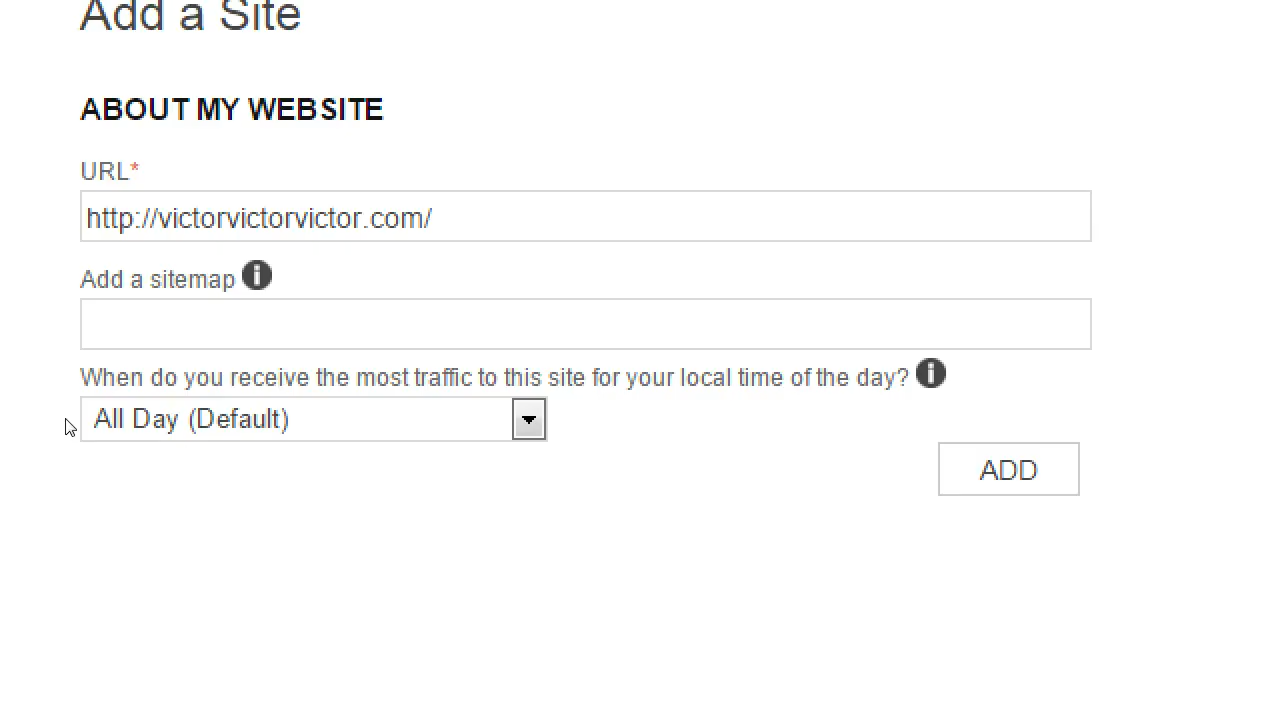 Add a Site
ABOUT MY WEBSITE
URL*
http://victorvictorvictor.com/
Add a sitemap
When do you receive the most traffic to this site for your local time of the day?
All Day (Default)
ADD